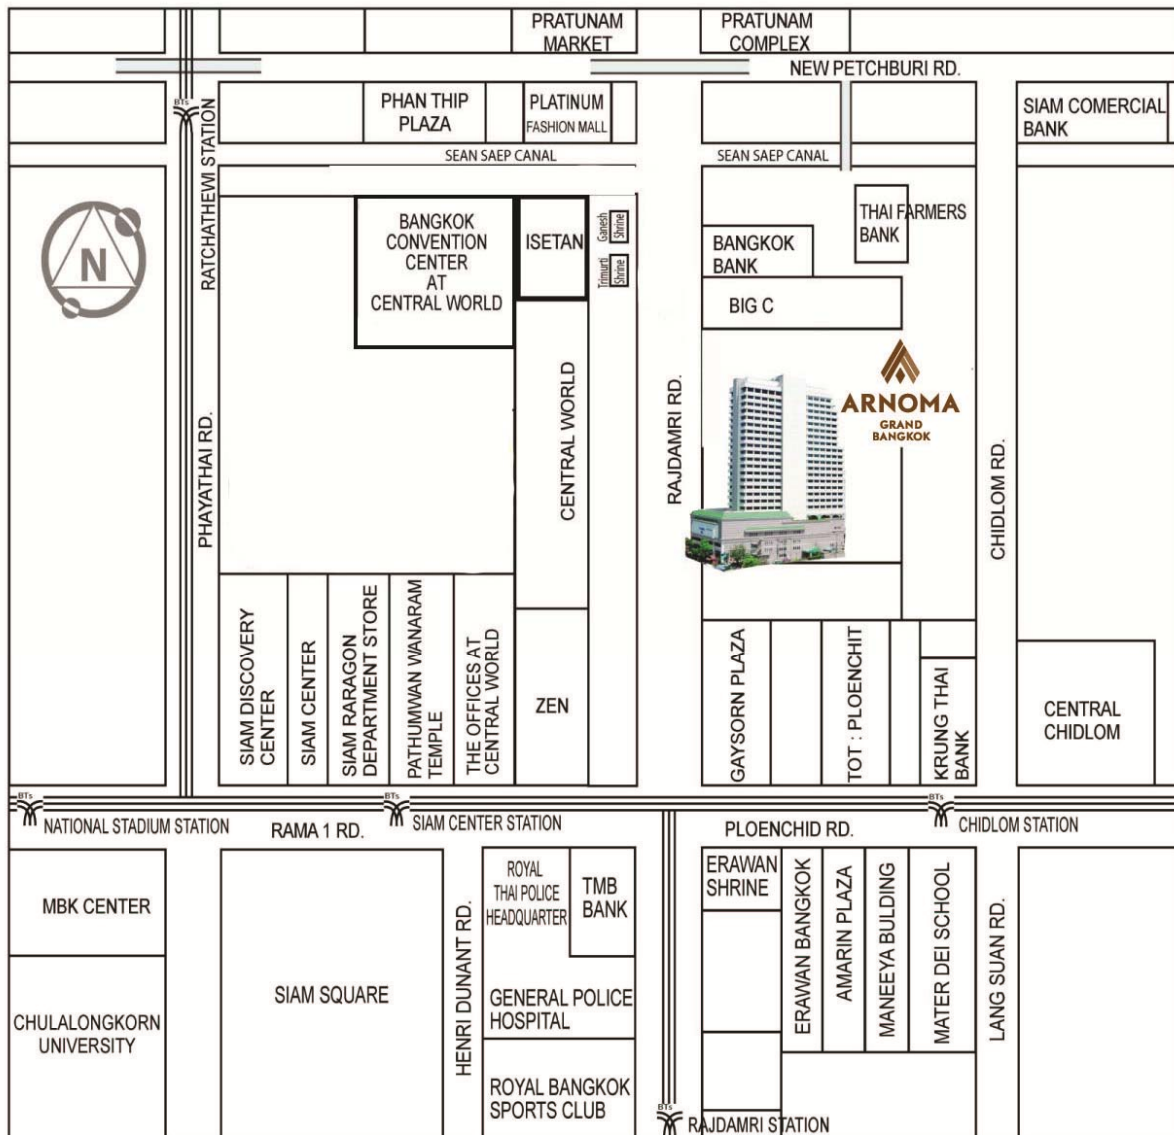 PRATUNAM
MARKET
PRATUNAM
COMPLEX
NEW PETCHBURI RD.
BTs
RATCHATHEWI STATION
PHAN THIP
PLAZA
PLATINUM
FASHION MALL
SIAM COMERCIAL
BANK
SEAN SAEP CANAL
SEAN SAEP CANAL
N
BANGKOK
CONVENTION
CENTER
AT
CENTRAL WORLD
ISETAN
Ganesh
Shrine
Trimurti
Shrine
THAI FARMERS
BANK
BANGKOK
BANK
BIG C
ARNOMA
GRAND
BANGKOK
PHAYATHAI RD.
CENTRAL WORLD
RAJDAMRI RD.
CHIDLOM RD.
SIAM DISCOVERY
CENTER
SIAM CENTER
SIAM RARAGON
DEPARTMENT STORE
PATHUMWAN WANARAM
TEMPLE
THE OFFICES AT
CENTRAL WORLD
ZEN
GAYSORN PLAZA
TOT : PLOENCHIT
KRUNG THAI
BANK
CENTRAL
CHIDLOM
BTs
NATIONAL STADIUM STATION
RAMA 1 RD.
BTs
SIAM CENTER STATION
PLOENCHID RD.
BTs
CHIDLOM STATION
MBK CENTER
CHULALONGKORN
UNIVERSITY
SIAM SQUARE
HENRI DUNANT RD.
ROYAL
THAI POLICE
HEADQUARTER
TMB
BANK
GENERAL POLICE
HOSPITAL
ROYAL BANGKOK
SPORTS CLUB
ERAWAN
SHRINE
ERAWAN BANGKOK
AMARIN PLAZA
MANEEYA BULDING
MATER DEI SCHOOL
LANG SUAN RD.
BTs
RAJDAMRI STATION